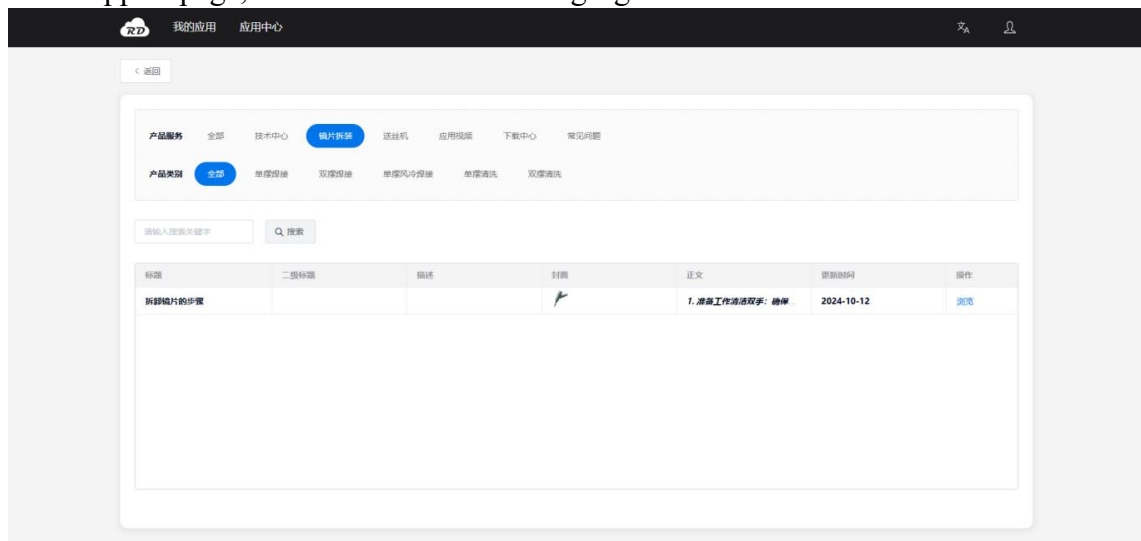 RD 我的应用 应用中心
< 返回
产品服务 全部 技术中心 镜片拆装 送丝机 应用视频 下载中心 常见问题
产品类别 全部 单摆焊接 双摆焊接 单摆风冷焊接 单摆清洗 双摆清洗
请输入搜索关键字 搜索
标题 二级标题 描述 封面 正文 更新时间 操作
拆卸镜片的步骤 1. 准备工作清洁双手：确保... 2024-10-12 浏览